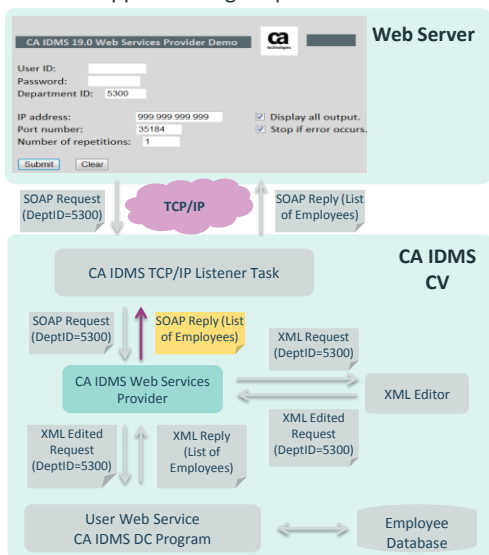 CA IDMS 19.0 Web Services Provider Demo
ca
technologies
Web Server
User ID:
Password:
Department ID: 5300
IP address: 999.999.999.999
Display all output.
Port number: 35184
Stop if error occurs.
Number of repetitions: 1
Submit Clear
SOAP Request
(DeptID=5300)
TCP/IP
SOAP Reply (List
of Employees)
CA IDMS
CV
CA IDMS TCP/IP Listener Task
SOAP Request
(DeptID=5300)
SOAP Reply (List
of Employees)
XML Request
(DeptID=5300)
CA IDMS Web Services
Provider
XML Editor
XML Edited
Request
(DeptID=5300)
XML Reply
(List of
Employees)
XML Edited
Request
(DeptID=5300)
User Web Service
CA IDMS DC Program
Employee
Database